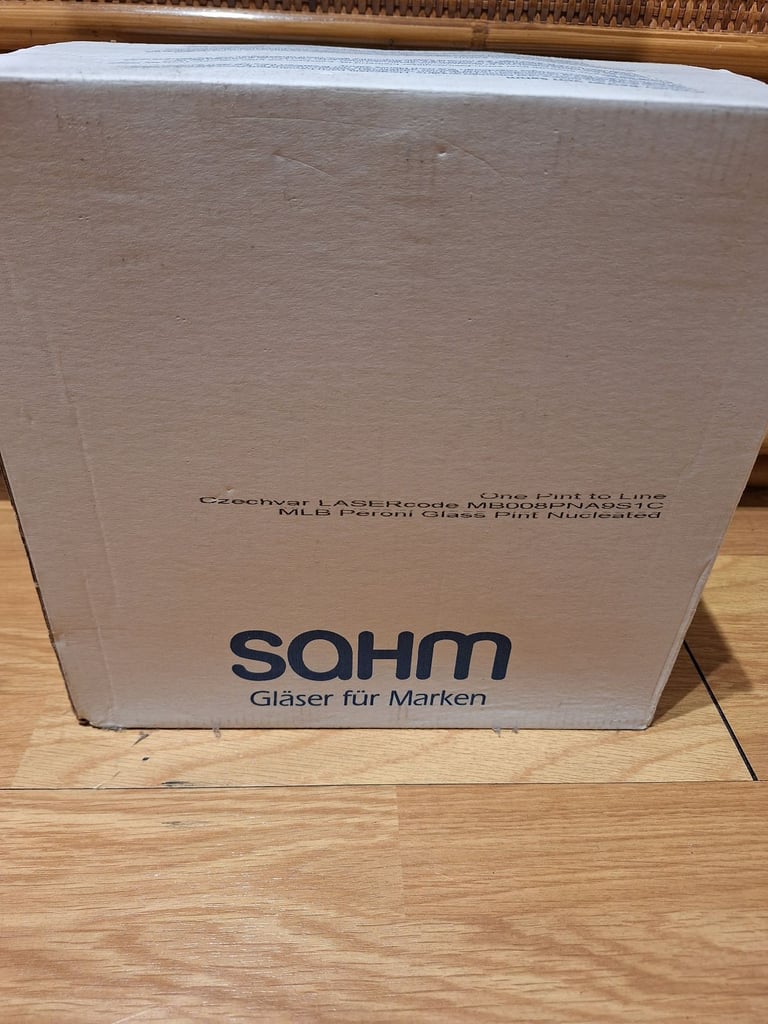 One Pint to Line
Czechvar LASERcode MB008PNA9S1C
MLB Peroni Glass Pint Nucleated
SAHM
Gläser für Marken